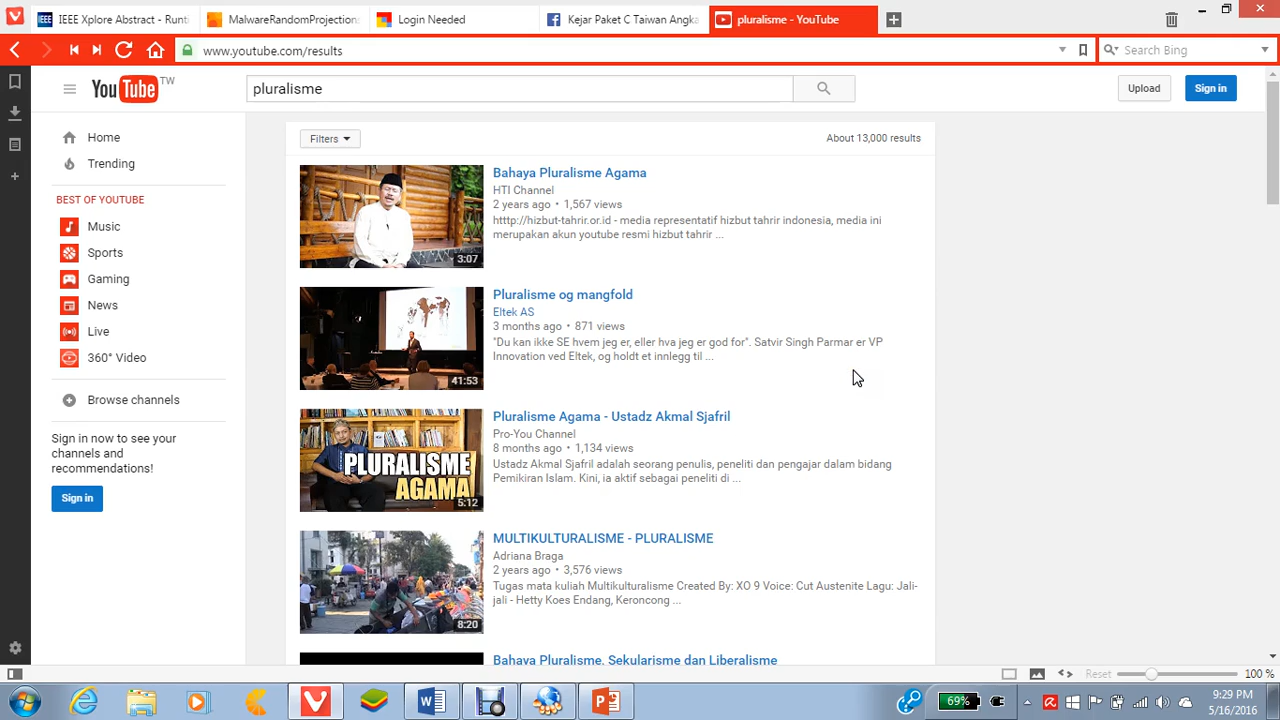 IEEE Xplore Abstract - Runti
MalwareRandomProjections
Login Needed
Kejar Paket C Taiwan Angka
pluralisme - YouTube
www.youtube.com/results
Search Bing
YouTube TW
pluralisme
Upload
Sign in
Home
Trending
BEST OF YOUTUBE
Music
Sports
Gaming
News
Live
360° Video
Browse channels
Sign in now to see your
channels and
recommendations!
Sign in
Filters
About 13,000 results
3:07
Bahaya Pluralisme Agama
HTI Channel
2 years ago • 1,567 views
htttp://hizbut-tahrir.or.id - media representatif hizbut tahrir indonesia, media ini
merupakan akun youtube resmi hizbut tahrir ...
41:53
Pluralisme og mangfold
Eltek AS
3 months ago • 871 views
"Du kan ikke SE hvem jeg er, eller hva jeg er god for". Satvir Singh Parmar er VP
Innovation ved Eltek, og holdt et innlegg til ...
PLURALISME
AGAMA
5:12
Pluralisme Agama - Ustadz Akmal Sjafril
Pro-You Channel
8 months ago • 1,134 views
Ustadz Akmal Sjafril adalah seorang penulis, peneliti dan pengajar dalam bidang
Pemikiran Islam. Kini, ia aktif sebagai peneliti di ...
8:20
MULTIKULTURALISME - PLURALISME
Adriana Braga
2 years ago • 3,576 views
Tugas mata kuliah Multikulturalisme Created By: XO 9 Voice: Cut Austenite Lagu: Jali-
jali - Hetty Koes Endang, Keroncong ...
Bahaya Pluralisme, Sekularisme dan Liberalisme
Reset
100 %
69%
9:29 PM
5/16/2016